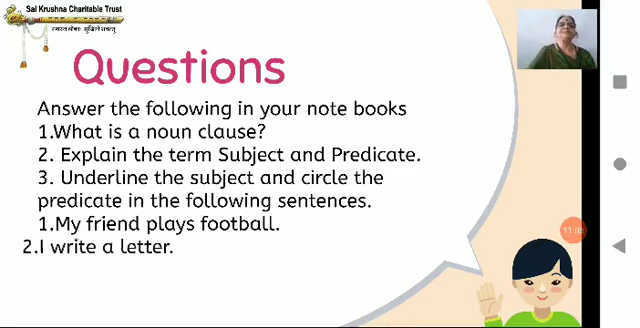 Sai Krushna Charitable Trust
Questions
Answer the following in your note books
1.What is a noun clause?
2. Explain the term Subject and Predicate.
3. Underline the subject and circle the
predicate in the following sentences.
1.My friend plays football.
2.I write a letter.